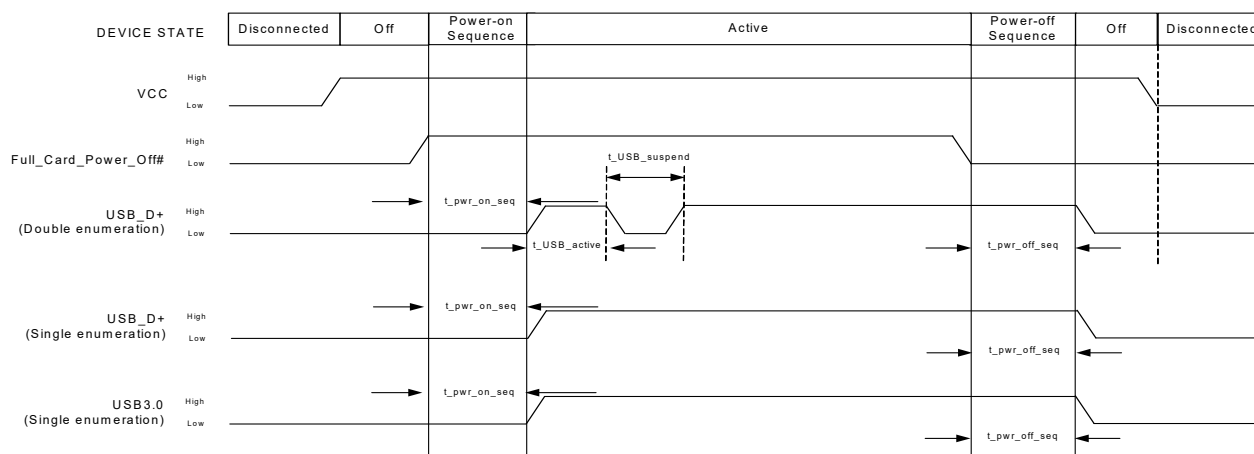 DEVICE STATE Disconnected Off Power-on Sequence Active Power-off Sequence Off Disconnected
High
VCC
Low
High
Full_Card_Power_Off#
Low
t_USB_suspend
t_pwr_on_seq
USB_D+ High
(Double enumeration) Low
t_USB_active
t_pwr_off_seq
t_pwr_on_seq
USB_D+ High
(Single enumeration) Low
t_pwr_off_seq
t_pwr_on_seq
USB3.0 High
(Single enumeration) Low
t_pwr_off_seq